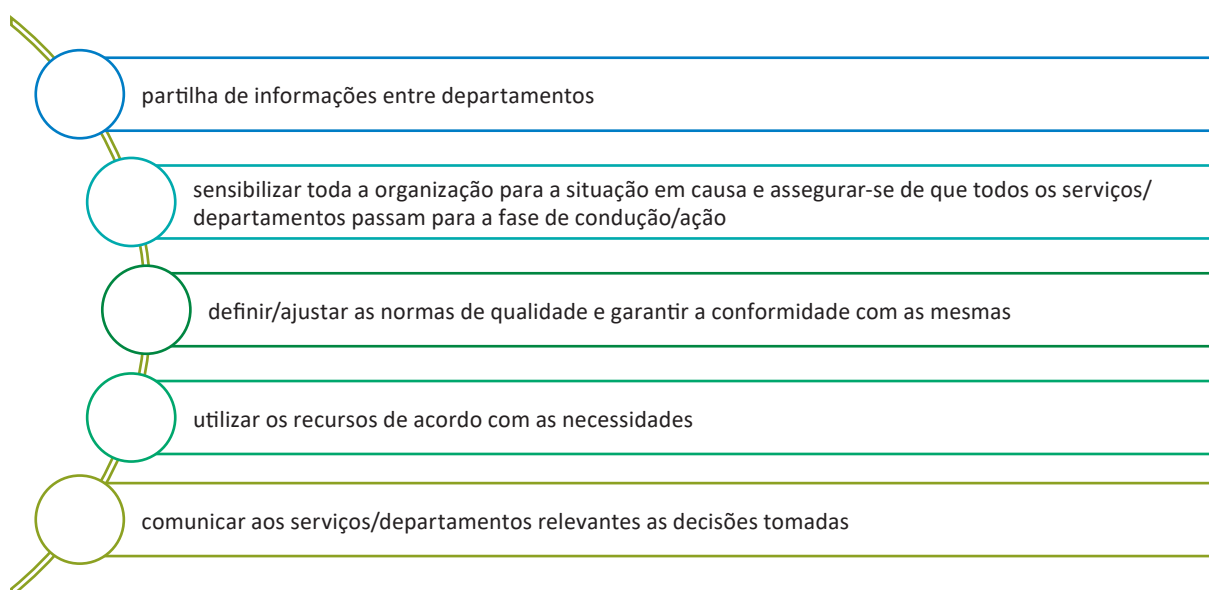 partilha de informações entre departamentos
sensibilizar toda a organização para a situação em causa e assegurar-se de que todos os serviços/
departamentos passam para a fase de condução/ação
definir/ajustar as normas de qualidade e garantir a conformidade com as mesmas
utilizar os recursos de acordo com as necessidades
comunicar aos serviços/departamentos relevantes as decisões tomadas